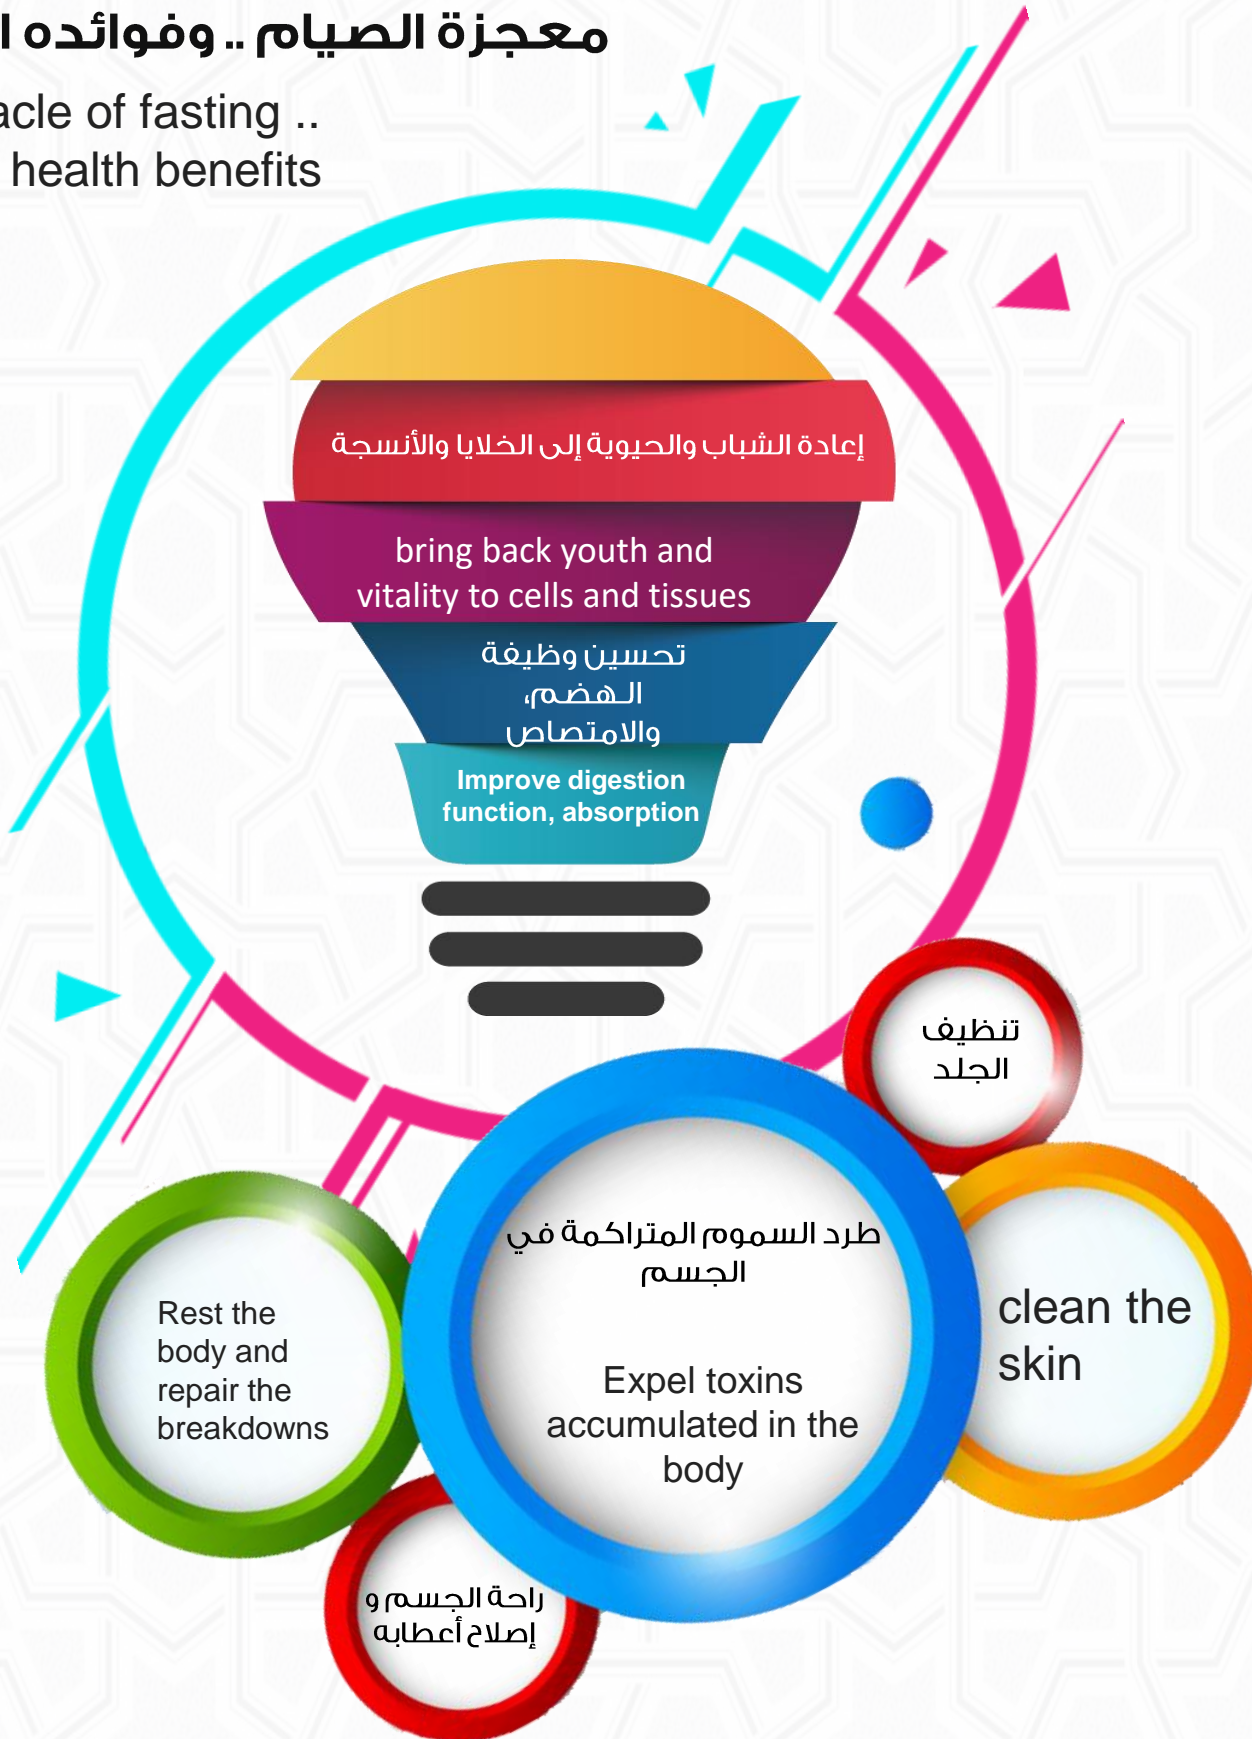 معجزة الصيام .. وفوائده
of fasting ..
health benefits
إعادة الشباب والحيوية إلى الخلايا والأنسجة
bring back youth and
vitality to cells and tissues
تحسين وظيفة
الهضم،
والامتصاص
Improve digestion
function, absorption
تنظيف
الجلد
طرد السموم المتراكمة في
الجسم
Expel toxins
accumulated in the
body
clean the
skin
Rest the
body and
repair the
breakdowns
راحة الجسم و
إصلاح أعطابه